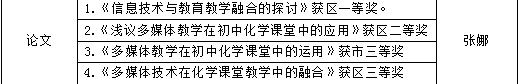 1.《信息技术与教育教学融合的探讨》获区一等奖。
2.《浅议多媒体教学在初中化学课堂中的应用》获区二等奖
论文
张娜
3.《多媒体教学在初中化学课堂中的运用》获市三等奖
4.《多媒体技术在化学课堂教学中的融合》获区三等奖